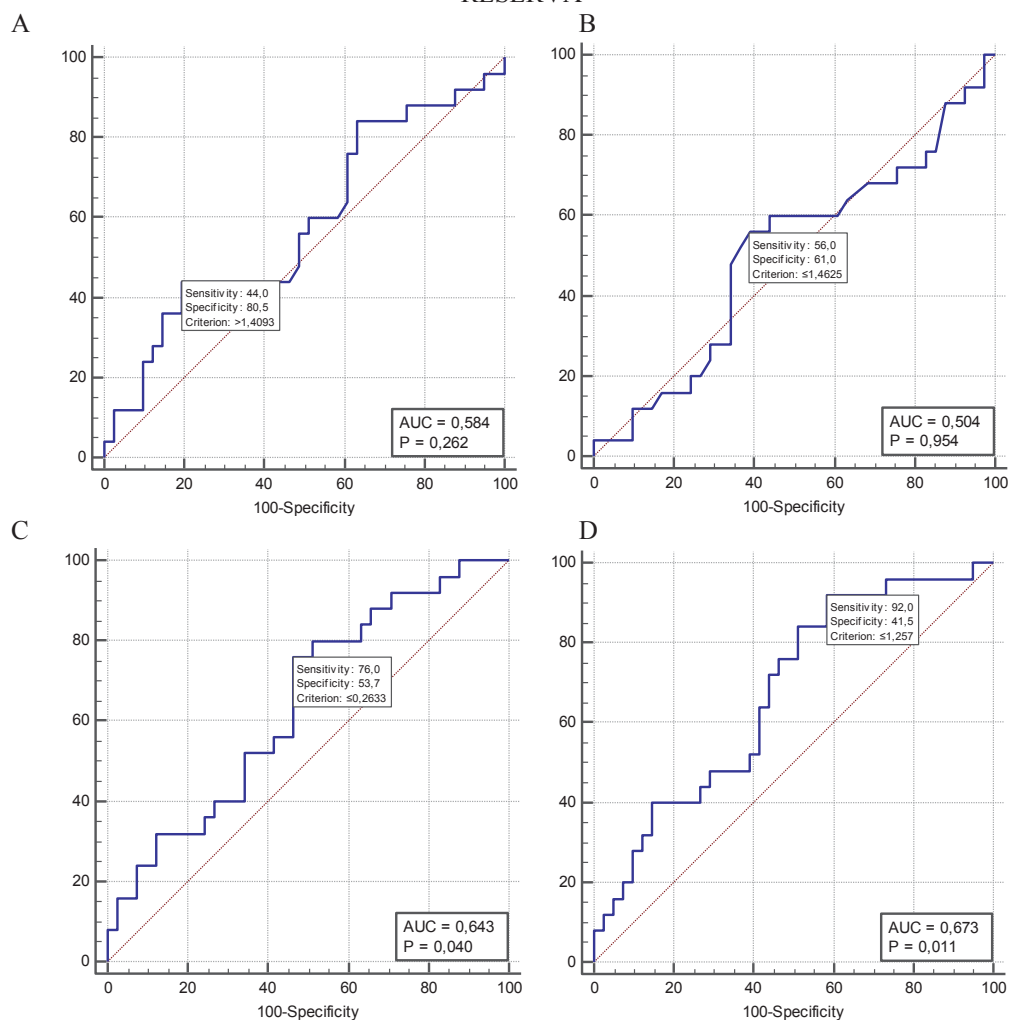 RESERVA
A
100
80
60
40
20
0
Sensitivity: 44,0
Specificity: 80,5
Criterion: >1,4093
AUC = 0,584
P = 0,262
0 20 40 60 80 100
100-Specificity
B
100
80
60
40
20
0
Sensitivity: 56,0
Specificity: 61,0
Criterion: ≤1,4625
AUC = 0,504
P = 0,954
0 20 40 60 80 100
100-Specificity
C
100
80
60
40
20
0
Sensitivity: 76,0
Specificity: 53,7
Criterion: ≤0,2633
AUC = 0,643
P = 0,040
0 20 40 60 80 100
100-Specificity
D
100
80
60
40
20
0
Sensitivity: 92,0
Specificity: 41,5
Criterion: ≤1,257
AUC = 0,673
P = 0,011
0 20 40 60 80 100
100-Specificity